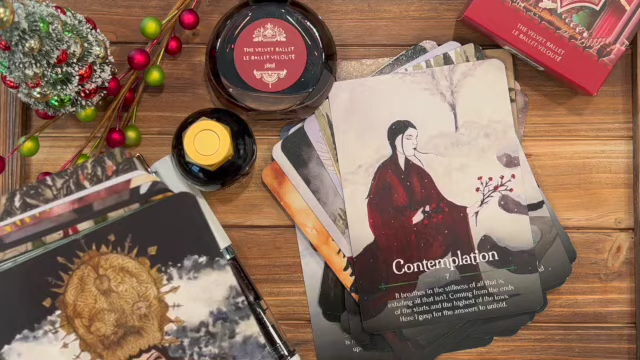 THE VELVET BALLET
LE BALLET VELOUTÉ
THE VELVET BALLET
LE BALLET VELOUTÉ
Contemplation
7
It breathes in the stillness of all that is,
exhaling all that isn't. Coming from the ends
of the starts and the highest of the lows.
Here I gasp for the answers to unfold.